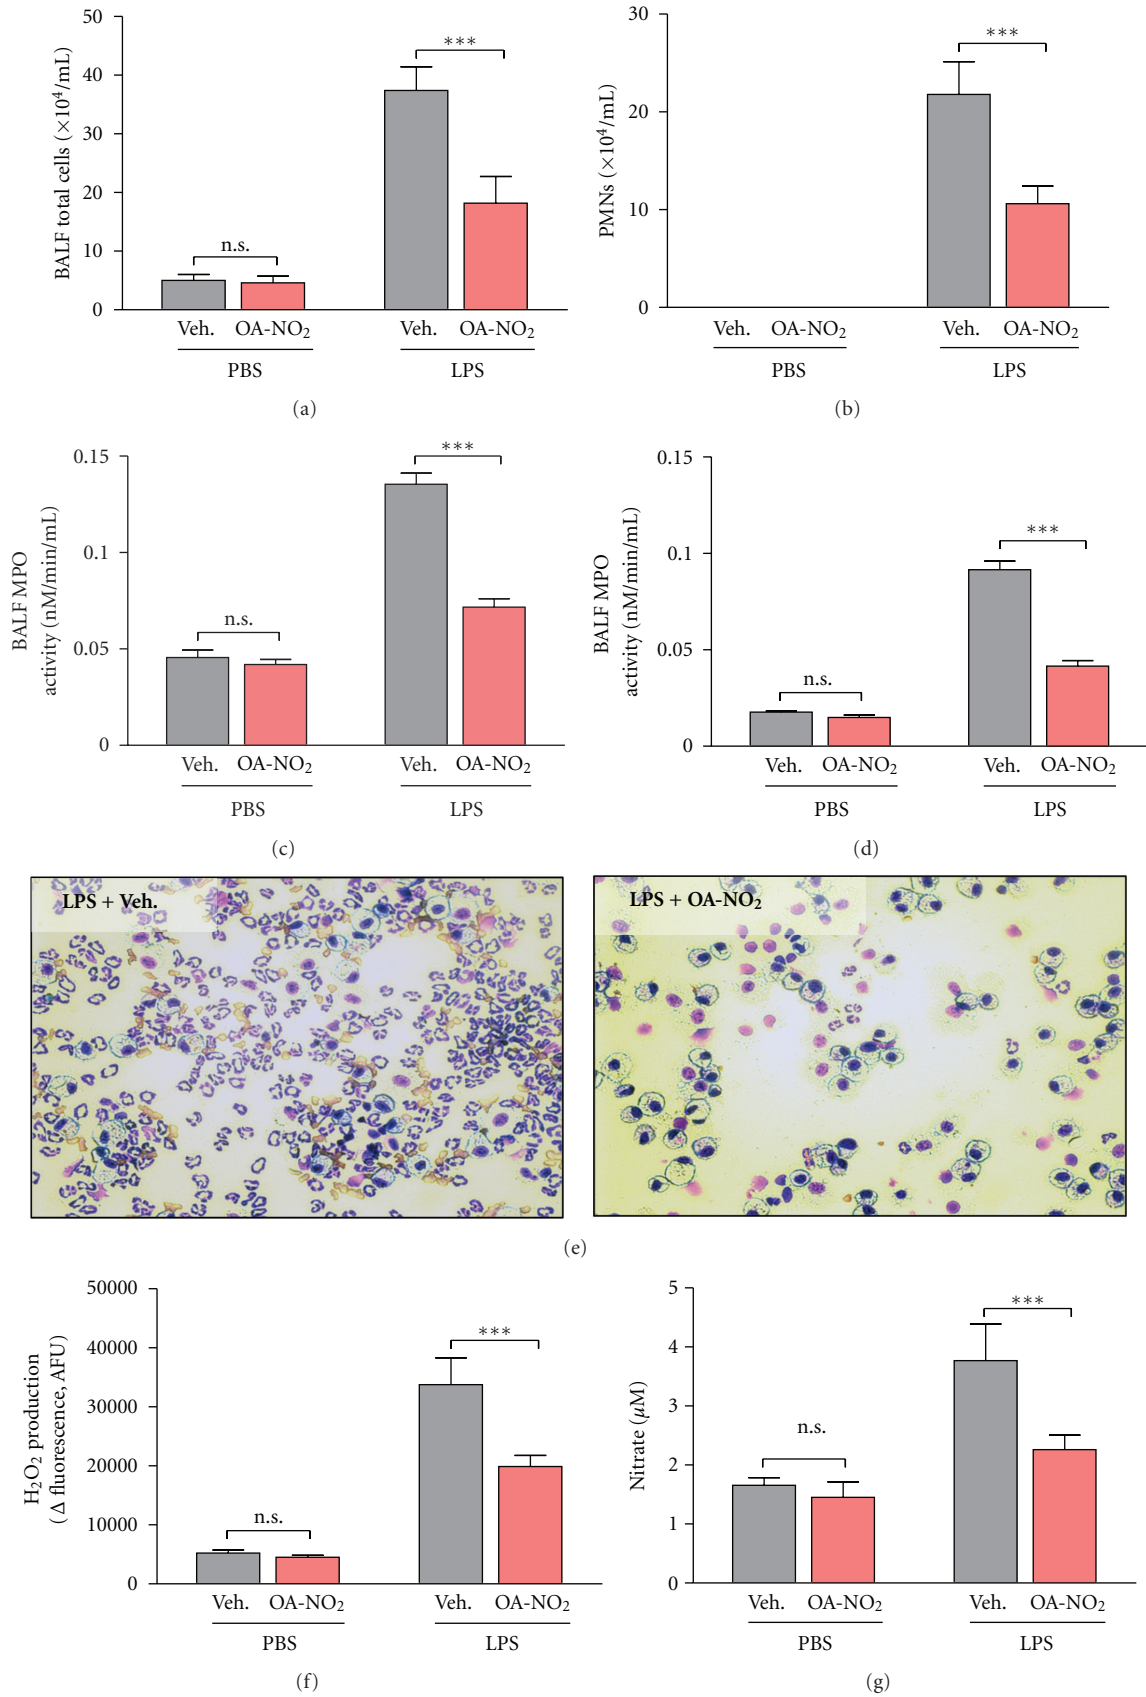 50
40
30
20
10
0
BALF total cells (×10⁴/mL)
n.s.
***
Veh. OA-NO₂ Veh. OA-NO₂
PBS LPS
(a)
30
20
10
0
PMNs (×10⁴/mL)
***
Veh. OA-NO₂ Veh. OA-NO₂
PBS LPS
(b)
0.15
0.1
0.05
0
BALF MPO
activity (nM/min/mL)
n.s.
***
Veh. OA-NO₂ Veh. OA-NO₂
PBS LPS
(c)
0.15
0.1
0.05
0
BALF MPO
activity (nM/min/mL)
n.s.
***
Veh. OA-NO₂ Veh. OA-NO₂
PBS LPS
(d)
LPS + Veh.
LPS + OA-NO₂
(e)
50000
40000
30000
20000
10000
0
H₂O₂ production
(Δ fluorescence, AFU)
n.s.
***
Veh. OA-NO₂ Veh. OA-NO₂
PBS LPS
(f)
5
4
3
2
1
0
Nitrate (μM)
n.s.
***
Veh. OA-NO₂ Veh. OA-NO₂
PBS LPS
(g)